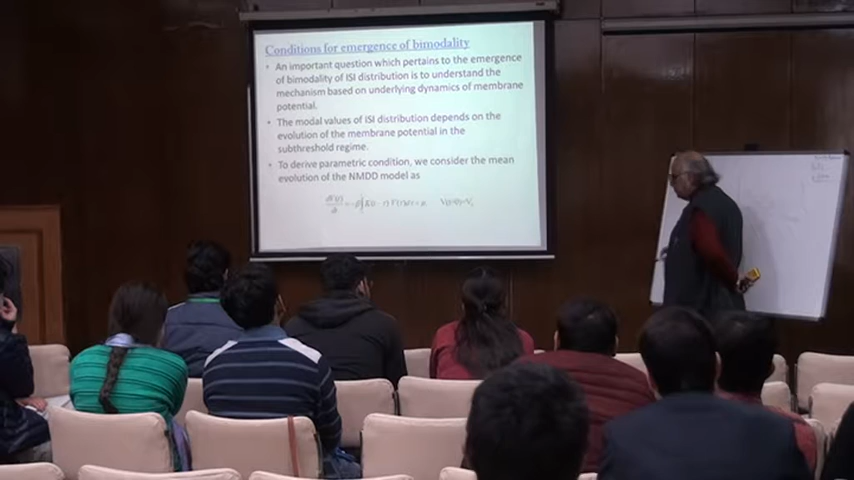 Conditions for emergence of bimodality
• An important question which pertains to the emergence
of bimodality of ISI distribution is to understand the
mechanism based on underlying dynamics of membrane
potential.
• The modal values of ISI distribution depends on the
evolution of the membrane potential in the
subthreshold regime.
• To derive parametric condition, we consider the mean
evolution of the NMDD model as